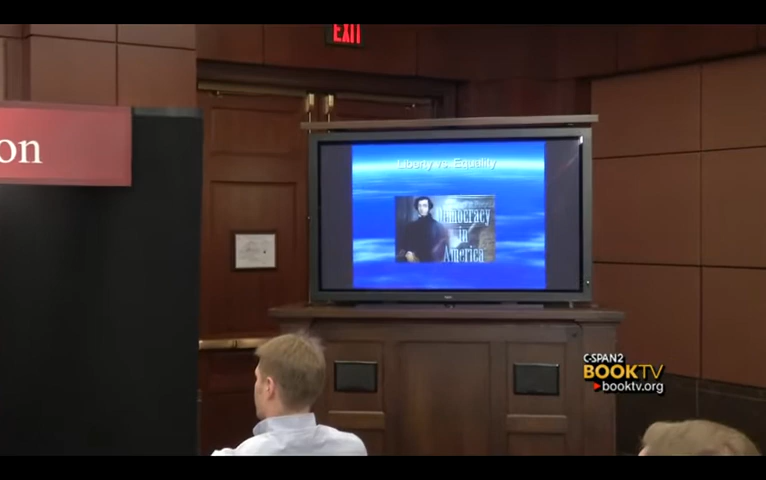 EXIT
on
Liberty vs. Equality
Democracy
in
America
C-SPAN2
BOOKTV
booktv.org